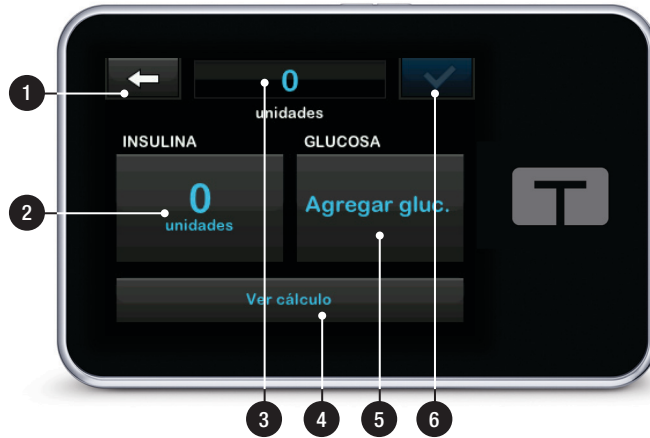 0
unidades
INSULINA
GLUCOSA
0
unidades
Agregar gluc.
Ver cálculo
T
1
2
3
4
5
6